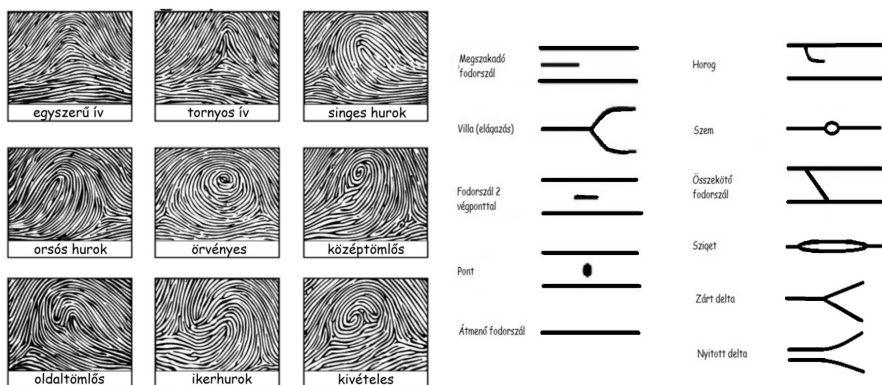 egyszerű ív
tornyos ív
singes hurok
orsós hurok
örvényes
középtömlős
oldaltömlős
ikerhurok
kivételes
Megszakadó
fodorszál
Villa (elágazás)
Fodorszál 2
végponttal
Pont
Átmenő fodorszál
Horog
Szem
Összekötő
fodorszál
Sziget
Zárt delta
Nyitott delta